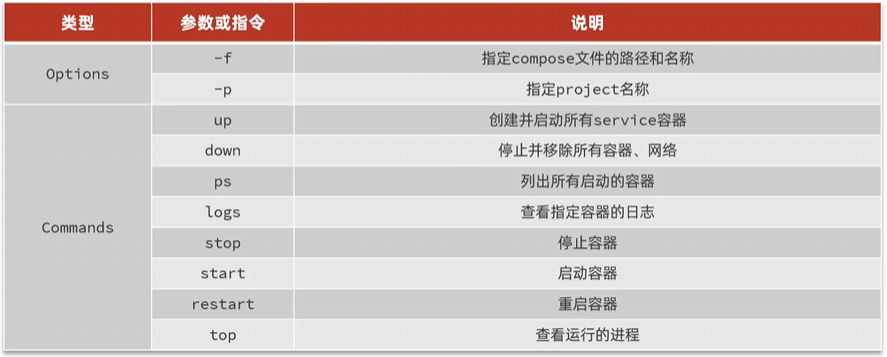 类型 参数或指令 说明
Options -f 指定compose文件的路径和名称
-p 指定project名称
Commands up 创建并启动所有service容器
down 停止并移除所有容器、网络
ps 列出所有启动的容器
logs 查看指定容器的日志
stop 停止容器
start 启动容器
restart 重启容器
top 查看运行的进程